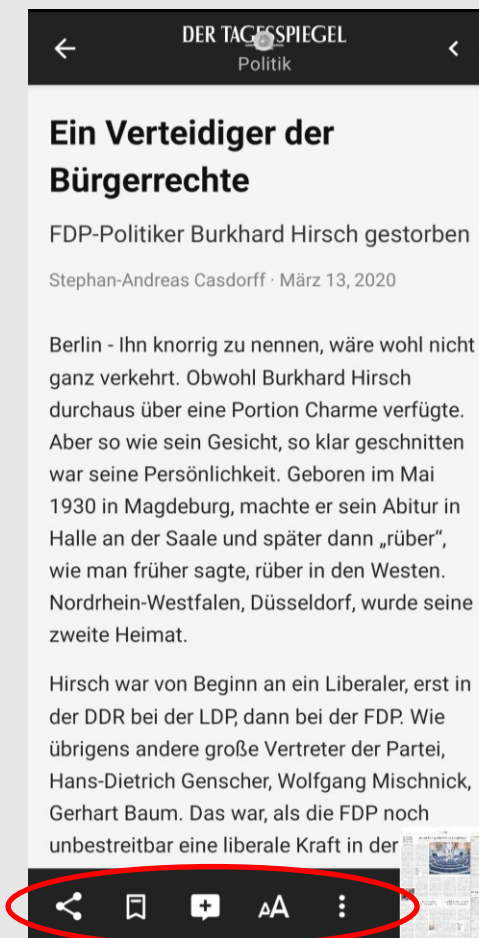 DER TAGESSPIEGEL
Politik
Ein Verteidiger der
Bürgerrechte
FDP-Politiker Burkhard Hirsch gestorben
Stephan-Andreas Casdorff · März 13, 2020
Berlin - Ihn knorrig zu nennen, wäre wohl nicht
ganz verkehrt. Obwohl Burkhard Hirsch
durchaus über eine Portion Charme verfügte.
Aber so wie sein Gesicht, so klar geschnitten
war seine Persönlichkeit. Geboren im Mai
1930 in Magdeburg, machte er sein Abitur in
Halle an der Saale und später dann „rüber“,
wie man früher sagte, rüber in den Westen.
Nordrhein-Westfalen, Düsseldorf, wurde seine
zweite Heimat.
Hirsch war von Beginn an ein Liberaler, erst in
der DDR bei der LDP, dann bei der FDP. Wie
übrigens andere große Vertreter der Partei,
Hans-Dietrich Genscher, Wolfgang Mischnick,
Gerhart Baum. Das war, als die FDP noch
unbestreitbar eine liberale Kraft in der
AA